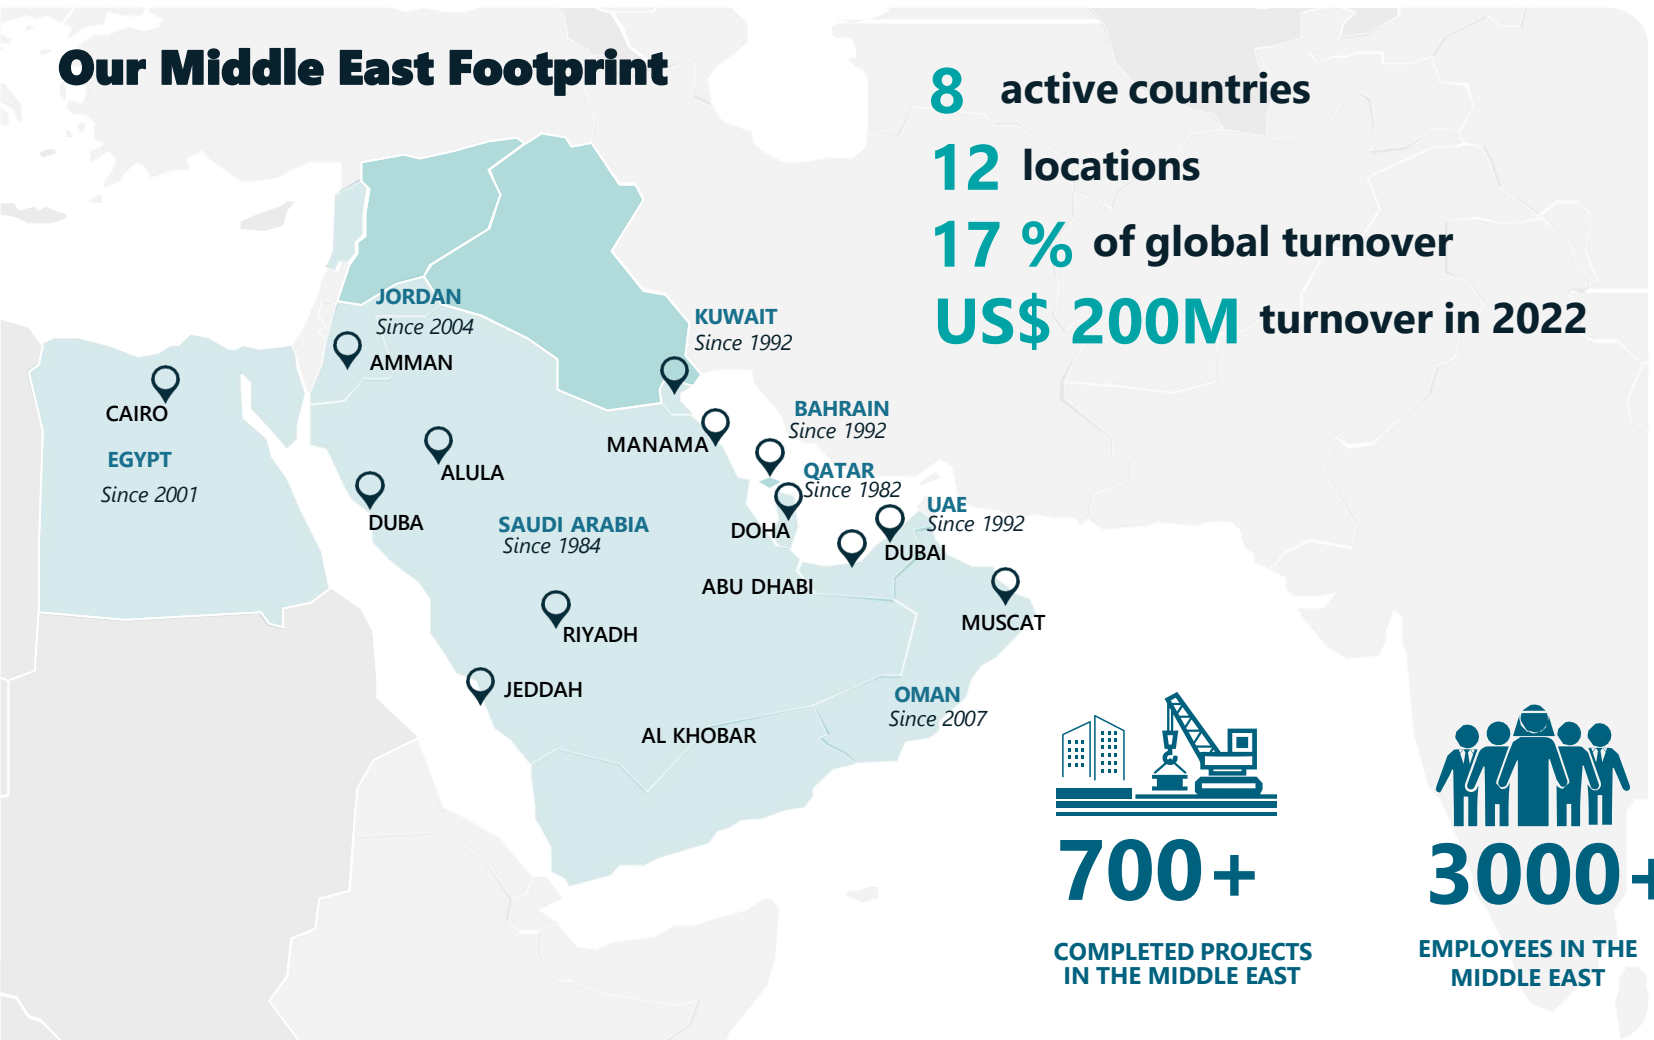 Our Middle East Footprint
8 active countries
12 locations
17 % of global turnover
US$ 200M turnover in 2022
JORDAN
Since 2004
AMMAN
KUWAIT
Since 1992
CAIRO
EGYPT
Since 2001
BAHRAIN
Since 1992
MANAMA
ALULA
QATAR
Since 1982
DUBA
SAUDI ARABIA
Since 1984
DOHA
UAE
Since 1992
DUBAI
ABU DHABI
MUSCAT
RIYADH
JEDDAH
OMAN
Since 2007
AL KHOBAR
700+
COMPLETED PROJECTS
IN THE MIDDLE EAST
3000+
EMPLOYEES IN THE
MIDDLE EAST